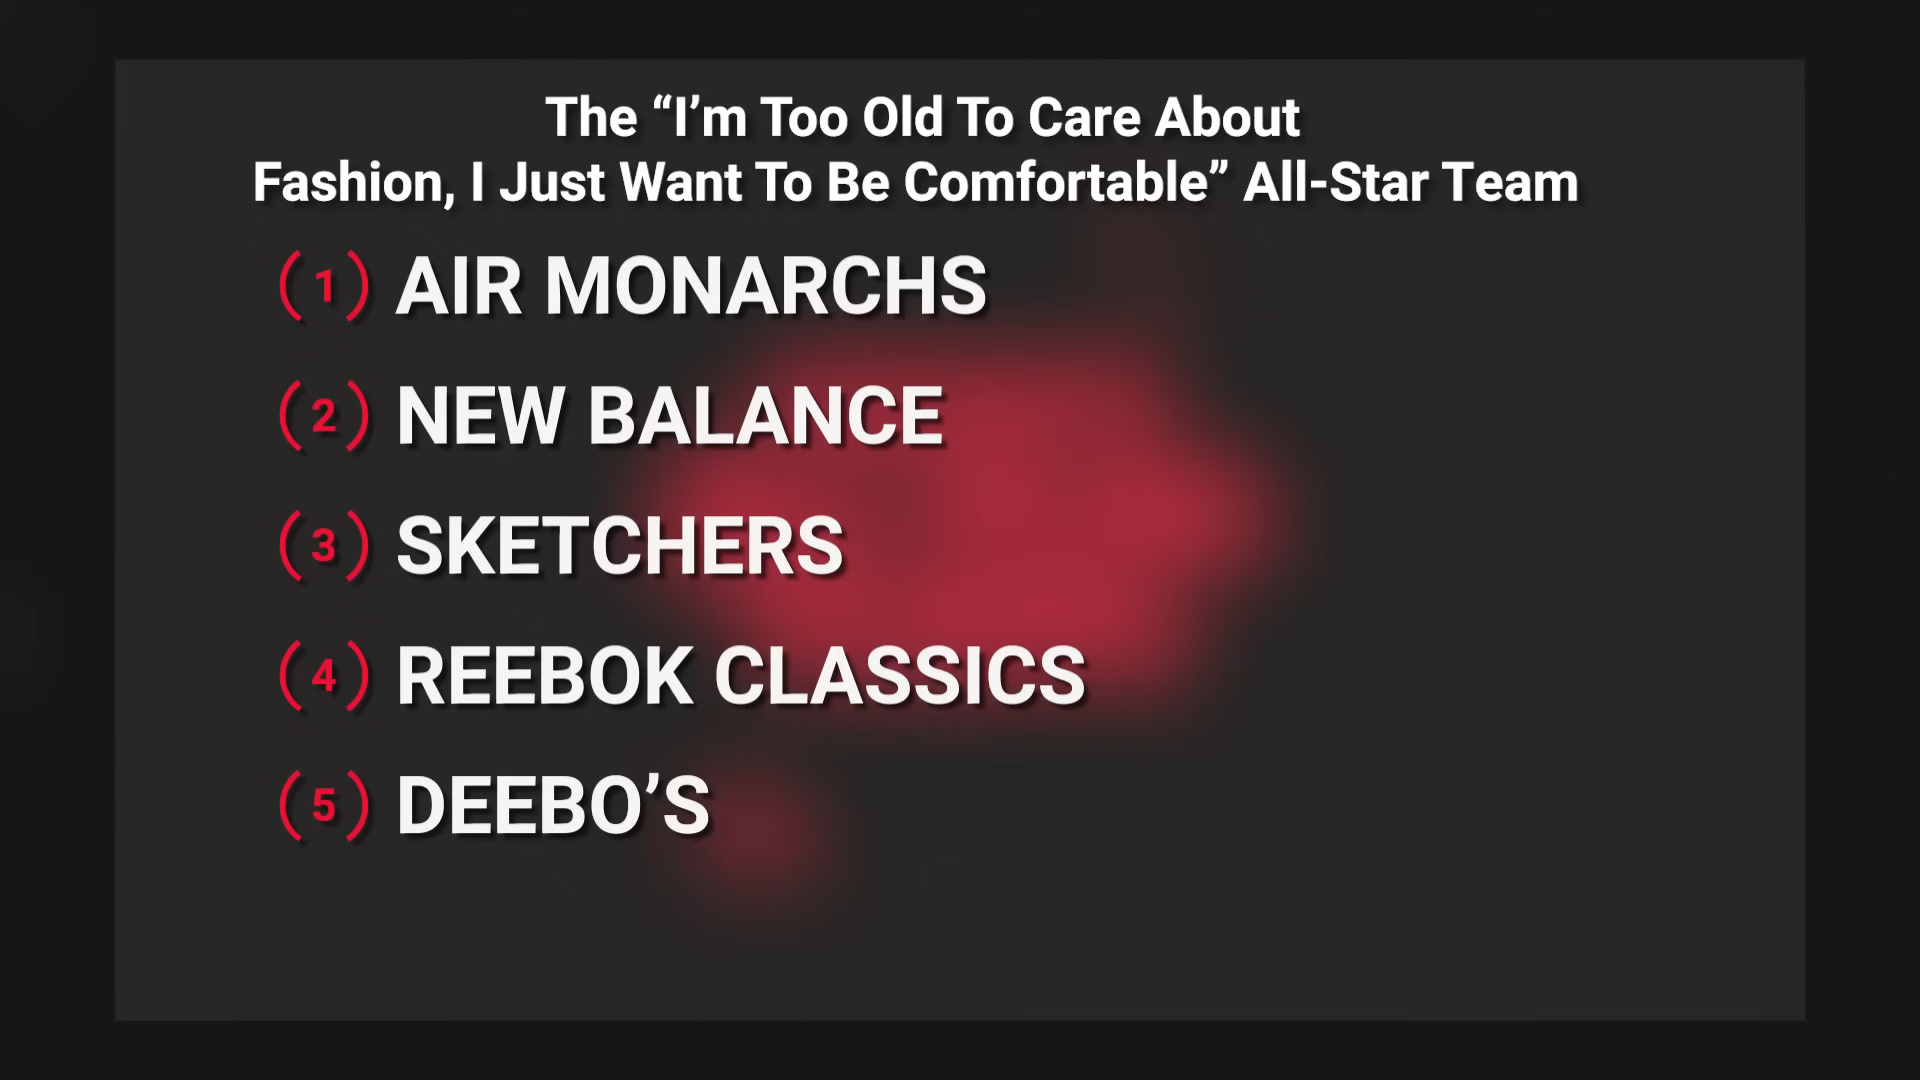 The “I’m Too Old To Care About
Fashion, I Just Want To Be Comfortable” All-Star Team
(1) AIR MONARCHS
(2) NEW BALANCE
(3) SKETCHERS
(4) REEBOK CLASSICS
(5) DEEBO’S